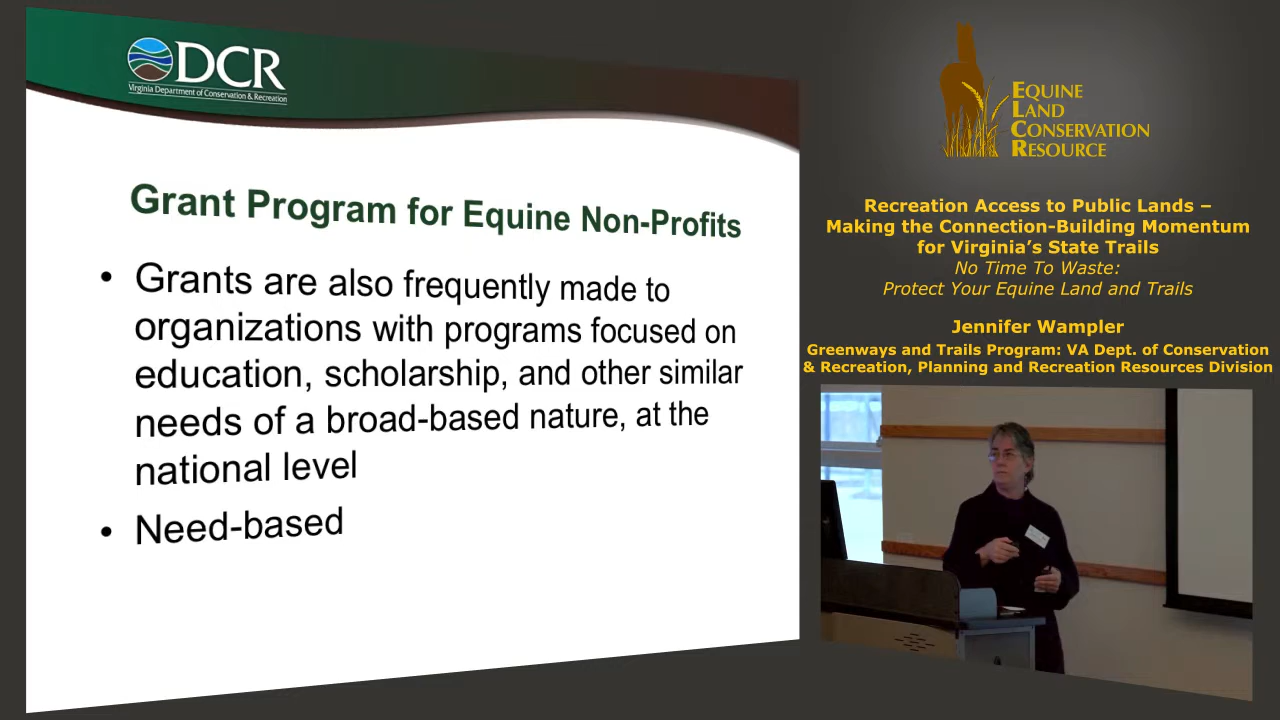 DCR
Virginia Department of Conservation & Recreation
Grant Program for Equine Non-Profits
• Grants are also frequently made to
organizations with programs focused on
education, scholarship, and other similar
needs of a broad-based nature, at the
national level
• Need-based
EQUINE
LAND
CONSERVATION
RESOURCE
Recreation Access to Public Lands –
Making the Connection-Building Momentum
for Virginia's State Trails
No Time To Waste:
Protect Your Equine Land and Trails
Jennifer Wampler
Greenways and Trails Program: VA Dept. of Conservation
& Recreation, Planning and Recreation Resources Division